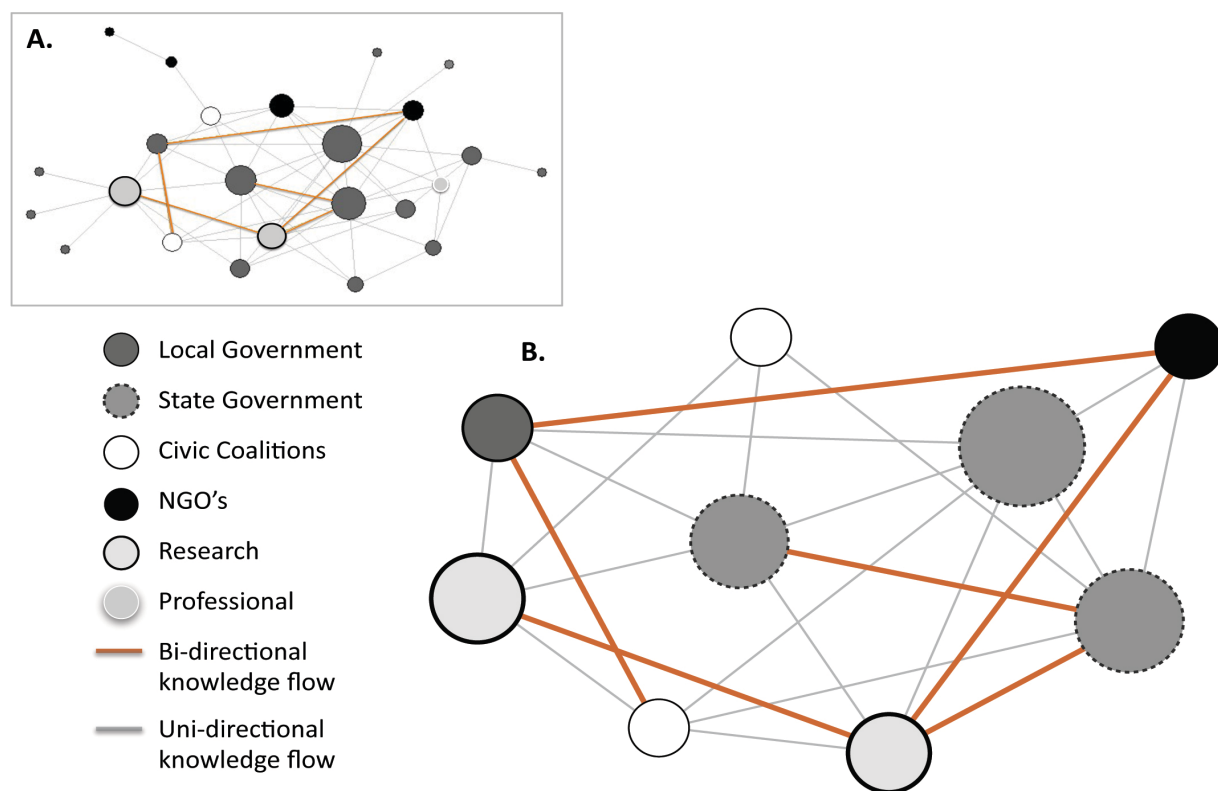 A.
Local Government
State Government
Civic Coalitions
NGO's
Research
Professional
Bi-directional
knowledge flow
Uni-directional
knowledge flow
B.